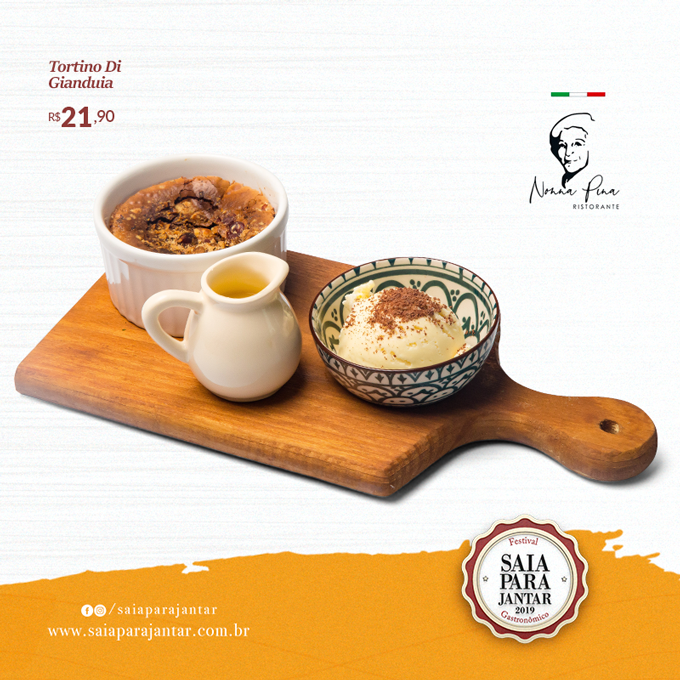 Tortino Di
Gianduia
R$21,90
Nonna Pina
RISTORANTE
Festival
SAIA
PARA
JANTAR
2019
Gastronômico
/saiaparajantar
www.saiaparajantar.com.br